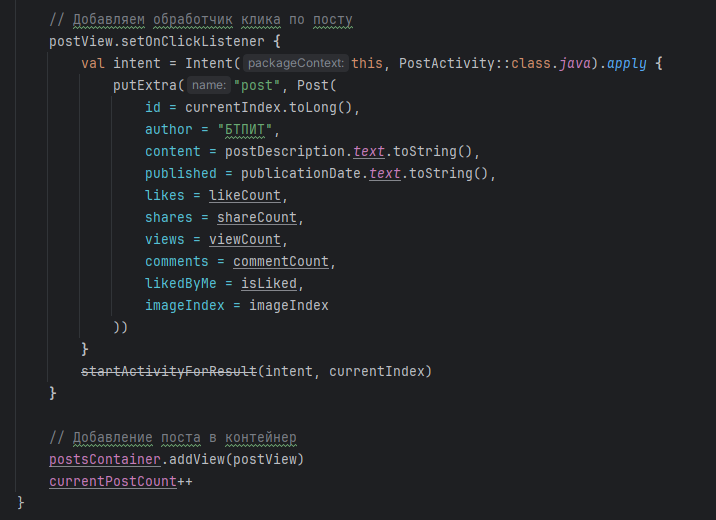 // Добавляем обработчик клика по посту
postView.setOnClickListener {
val intent = Intent( packageContext: this, PostActivity::class.java).apply {
putExtra( name: "post", Post(
id = currentIndex.toLong(),
author = "БТПИТ",
content = postDescription.text.toString(),
published = publicationDate.text.toString(),
likes = likeCount,
shares = shareCount,
views = viewCount,
comments = commentCount,
likedByMe = isLiked,
imageIndex = imageIndex
))
}
startActivityForResult(intent, currentIndex)
}
// Добавление поста в контейнер
postsContainer.addView(postView)
currentPostCount++
}